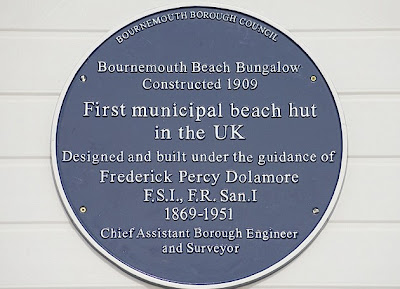 BOURNEMOUTH BOROUGH COUNCIL
Bournemouth Beach Bungalow
Constructed 1909
First municipal beach hut
in the UK
Designed and built under the guidance of
Frederick Percy Dolamore
F.S.I., F.R. San.I
1869-1951
Chief Assistant Borough Engineer
and Surveyor